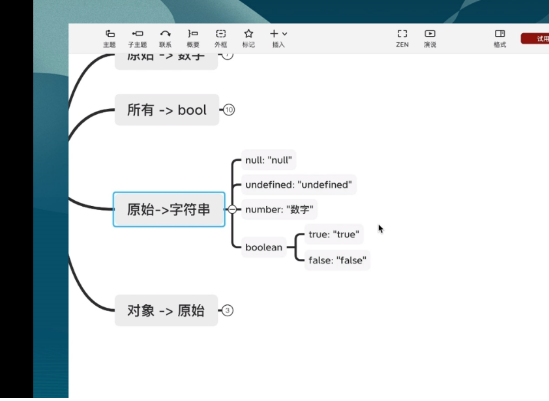 主题 子主题 联系 概要 外框 标记 插入 ZEN 演说 格式 试用
原始 -> 数字
所有 -> bool 10
null: "null"
undefined: "undefined"
原始->字符串
number: "数字"
true: "true"
boolean
false: "false"
对象 -> 原始 3